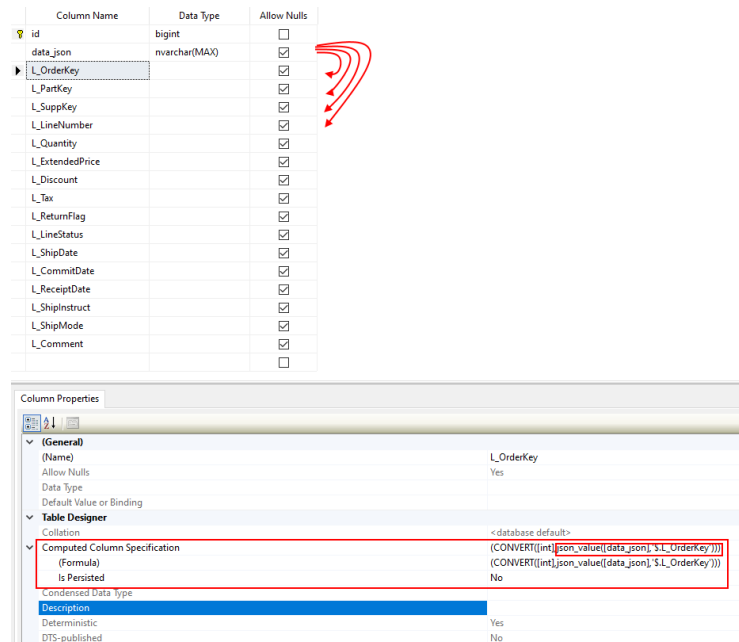 Column Name Data Type Allow Nulls
id bigint
data_json nvarchar(MAX)
L_OrderKey
L_PartKey
L_SuppKey
L_LineNumber
L_Quantity
L_ExtendedPrice
L_Discount
L_Tax
L_ReturnFlag
L_LineStatus
L_ShipDate
L_CommitDate
L_ReceiptDate
L_ShipInstruct
L_ShipMode
L_Comment
Column Properties
(General)
(Name) L_OrderKey
Allow Nulls Yes
Data Type
Default Value or Binding
Table Designer
Collation <database default>
Computed Column Specification (CONVERT([int],json_value([data_json],'$.L_OrderKey')))
(Formula) (CONVERT([int],json_value([data_json],'$.L_OrderKey')))
Is Persisted No
Condensed Data Type
Description
Deterministic Yes
DTS-published No